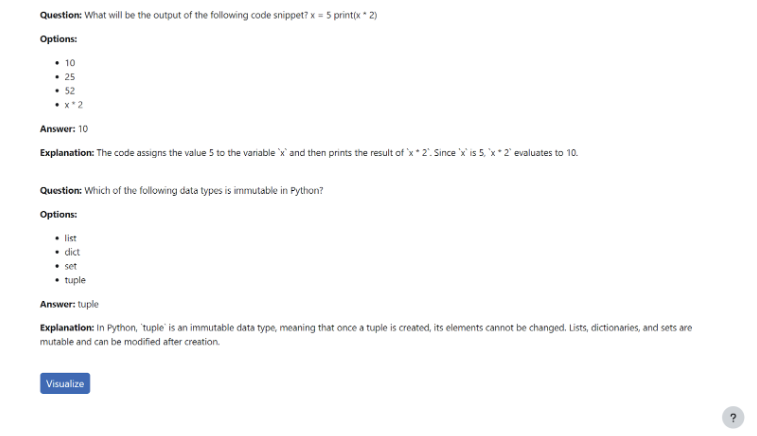 Question: What will be the output of the following code snippet? x = 5 print(x * 2)
Options:
• 10
• 25
• 52
• x * 2
Answer: 10
Explanation: The code assigns the value 5 to the variable `x` and then prints the result of `x * 2`. Since `x` is 5, `x * 2` evaluates to 10.
Question: Which of the following data types is immutable in Python?
Options:
• list
• dict
• set
• tuple
Answer: tuple
Explanation: In Python, `tuple` is an immutable data type, meaning that once a tuple is created, its elements cannot be changed. Lists, dictionaries, and sets are
mutable and can be modified after creation.
Visualize
?